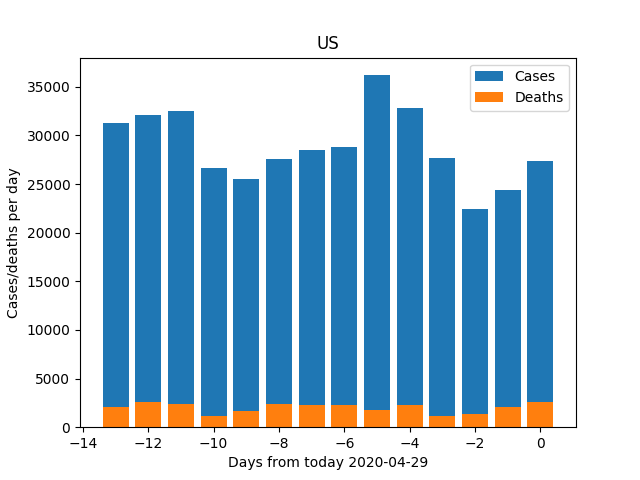 US
Cases
Deaths
Cases/deaths per day
35000
30000
25000
20000
15000
10000
5000
0
−14 −12 −10 −8 −6 −4 −2 0
Days from today 2020-04-29